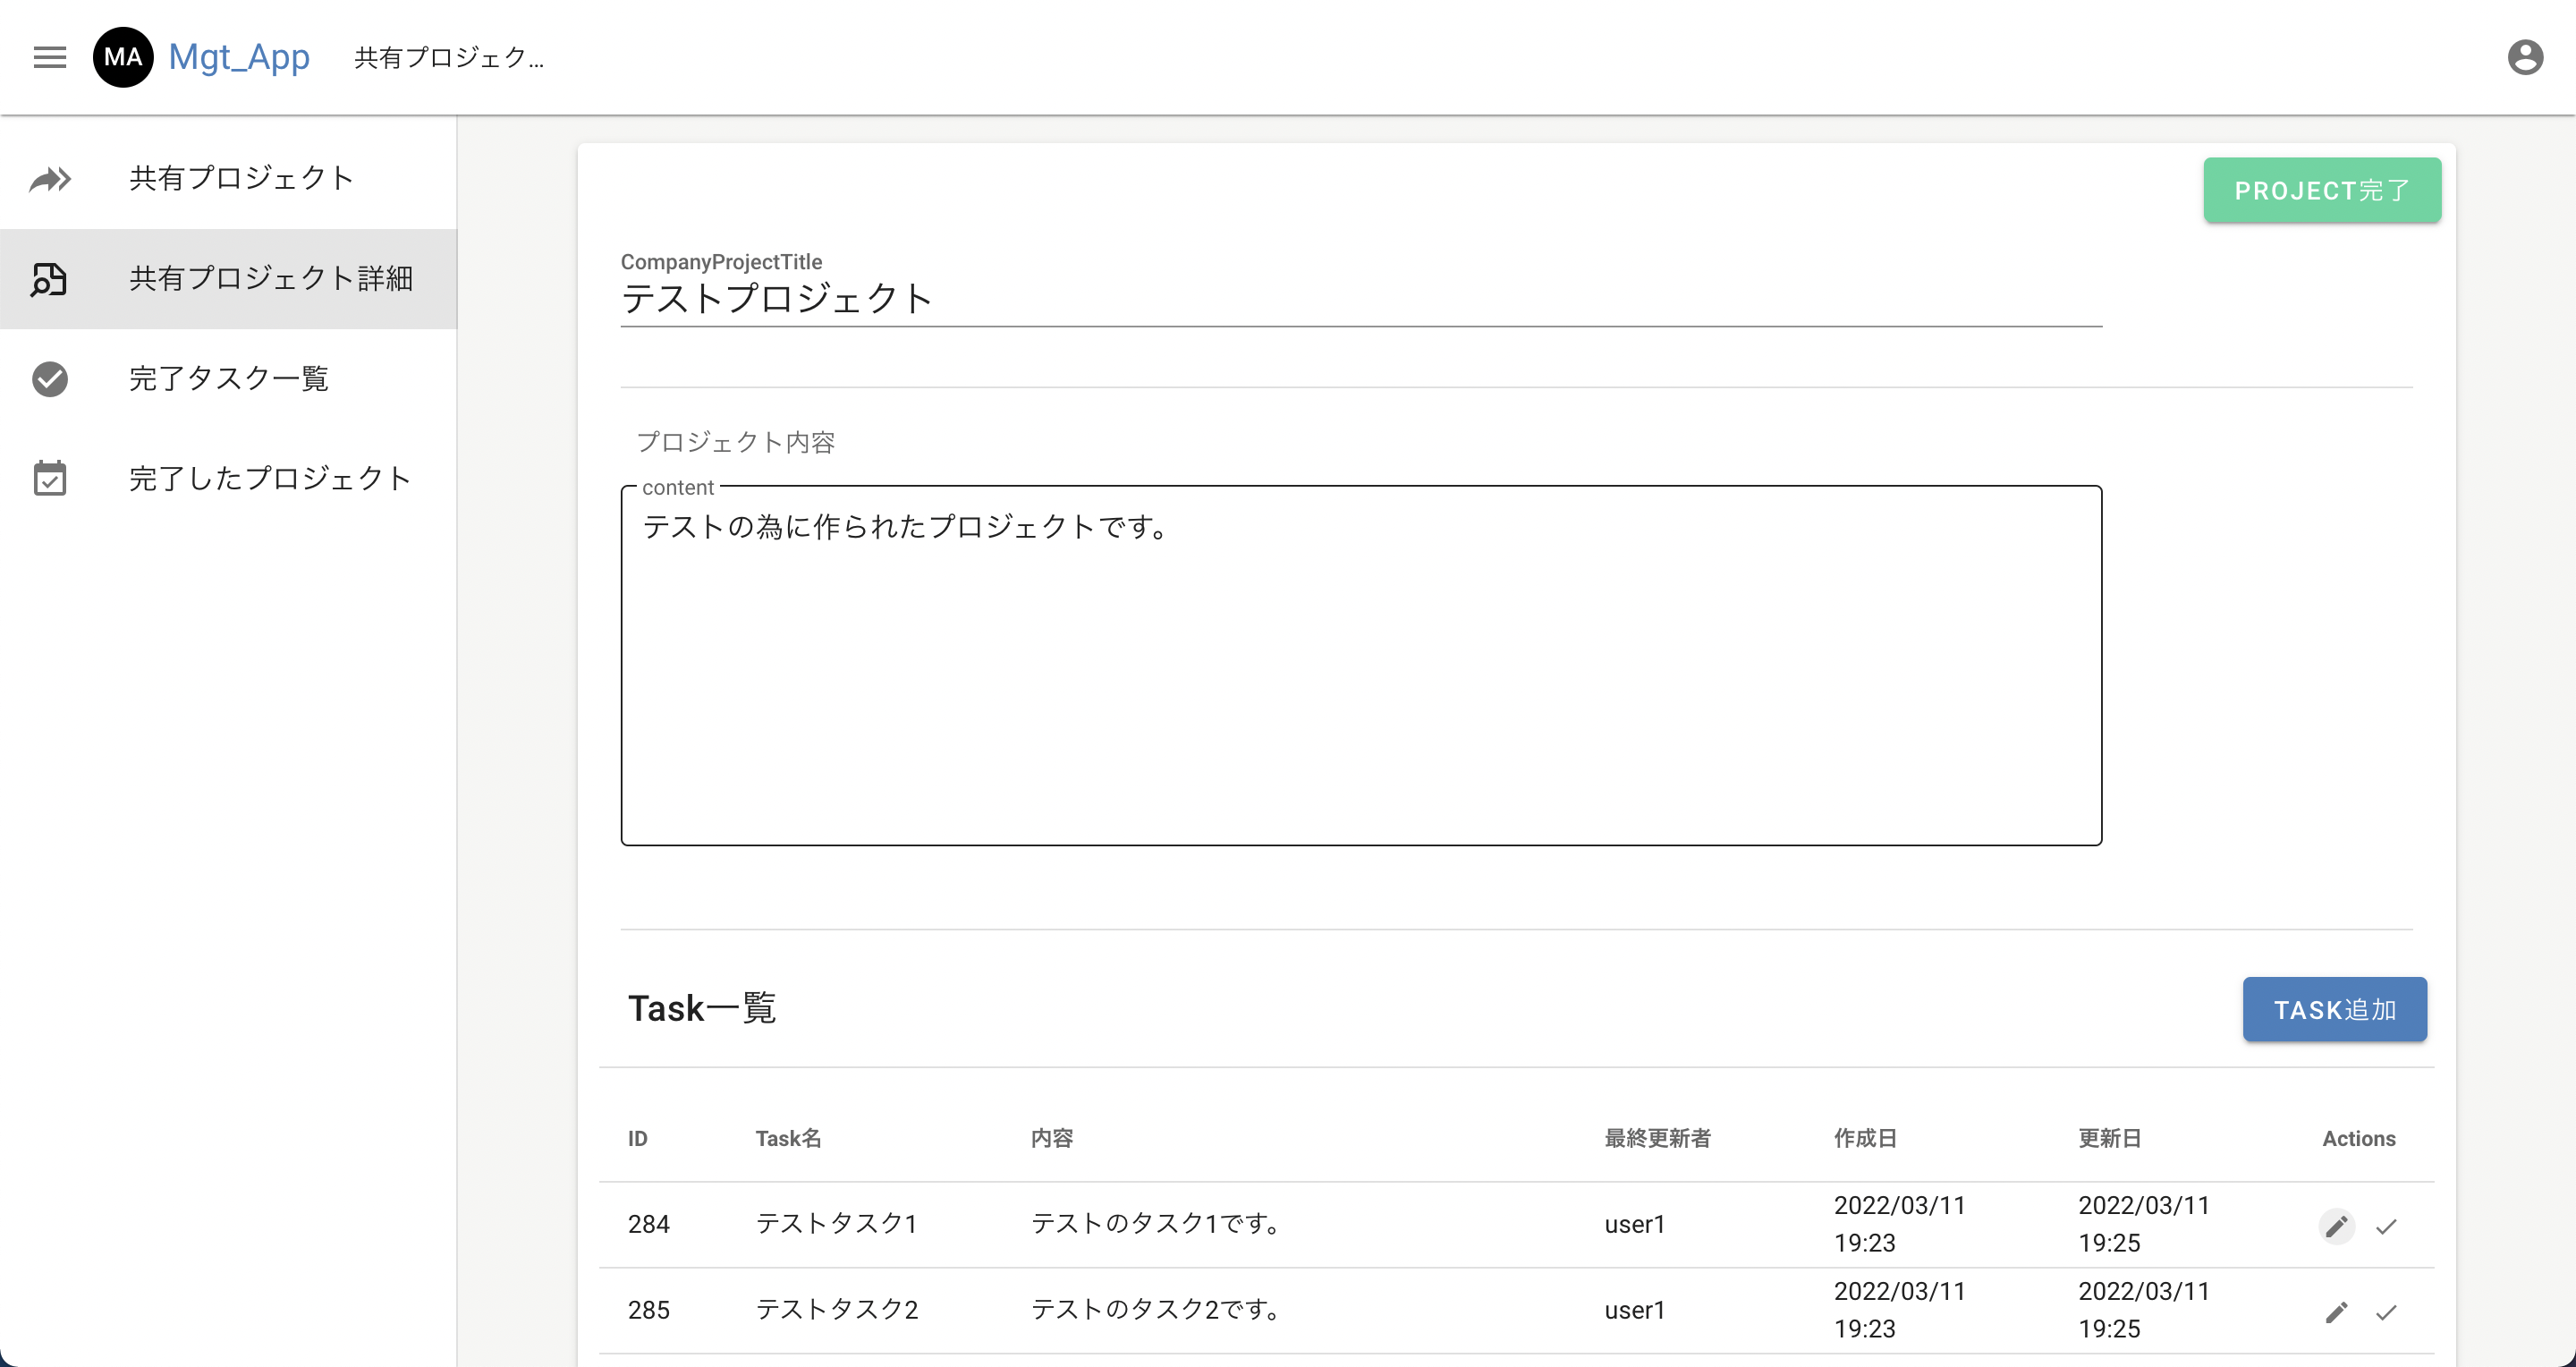 MA Mgt_App 共有プロジェク...
共有プロジェクト
共有プロジェクト詳細
完了タスク一覧
完了したプロジェクト
PROJECT完了
CompanyProjectTitle
テストプロジェクト
プロジェクト内容
content
テストの為に作られたプロジェクトです。
Task一覧
TASK追加
ID Task名 内容 最終更新者 作成日 更新日 Actions
284 テストタスク1 テストのタスク1です。 user1 2022/03/11 19:23 2022/03/11 19:25
285 テストタスク2 テストのタスク2です。 user1 2022/03/11 19:23 2022/03/11 19:25